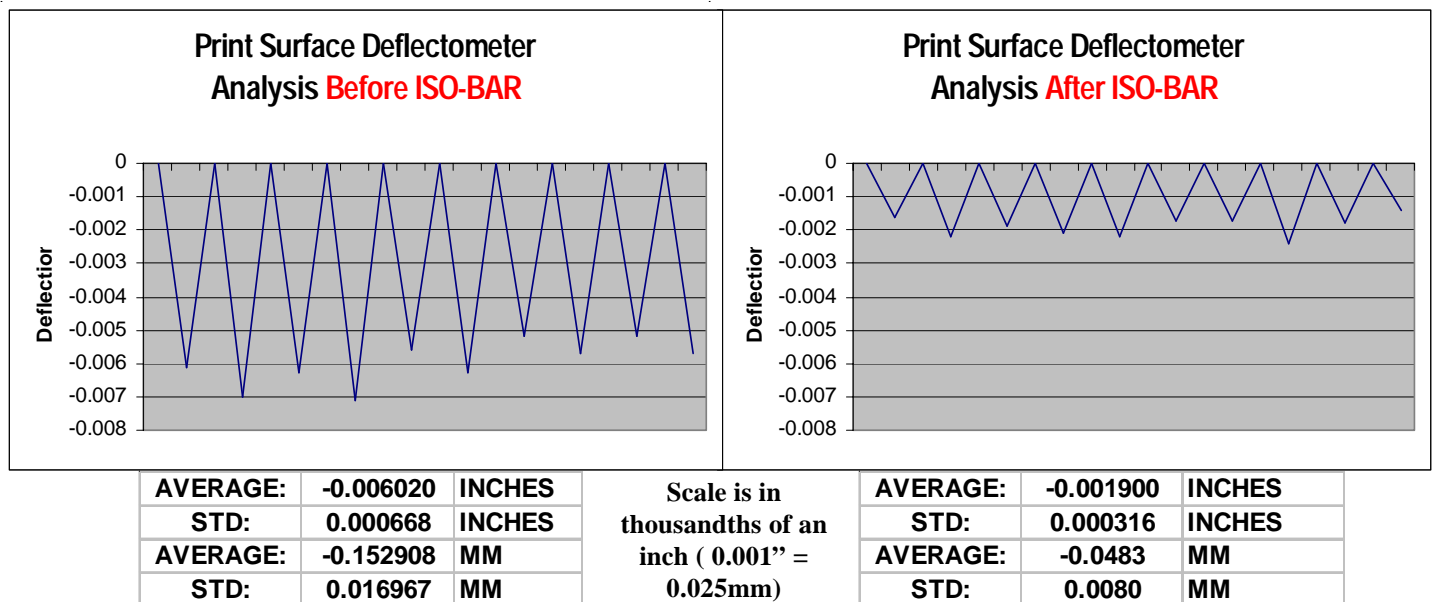 Print Surface Deflectometer
Analysis Before ISO-BAR
0
-0.001
-0.002
-0.003
-0.004
-0.005
-0.006
-0.007
-0.008
Deflectior
Print Surface Deflectometer
Analysis After ISO-BAR
0
-0.001
-0.002
-0.003
-0.004
-0.005
-0.006
-0.007
-0.008
Deflectior
AVERAGE: -0.006020 INCHES
STD: 0.000668 INCHES
AVERAGE: -0.152908 MM
STD: 0.016967 MM
Scale is in
thousandths of an
inch ( 0.001” =
0.025mm)
AVERAGE: -0.001900 INCHES
STD: 0.000316 INCHES
AVERAGE: -0.0483 MM
STD: 0.0080 MM